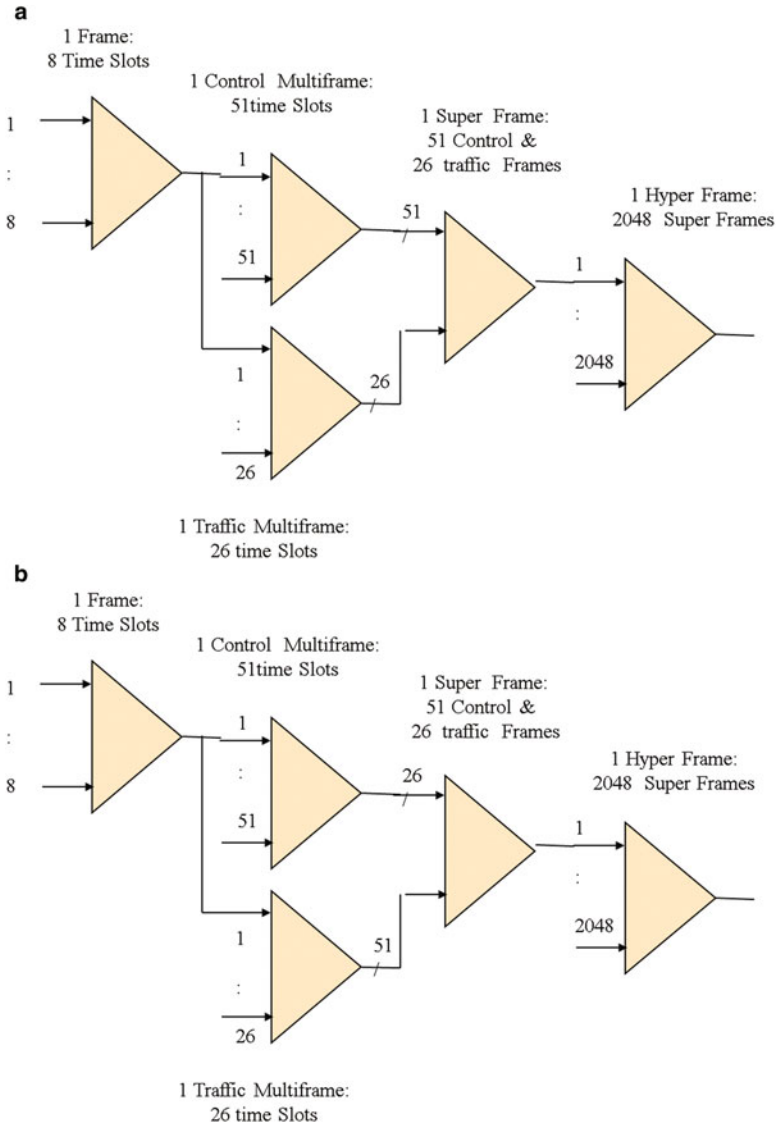 a
1 Frame:
8 Time Slots
1 Control Multiframe:
51time Slots
1 Super Frame:
51 Control &
26 traffic Frames
1 Hyper Frame:
2048 Super Frames
1
:
8
1
:
51
51
1
:
26
26
1
:
2048
1 Traffic Multiframe:
26 time Slots
b
1 Frame:
8 Time Slots
1 Control Multiframe:
51time Slots
1 Super Frame:
51 Control &
26 traffic Frames
1 Hyper Frame:
2048 Super Frames
1
:
8
1
:
51
26
1
:
26
51
1
:
2048
1 Traffic Multiframe:
26 time Slots